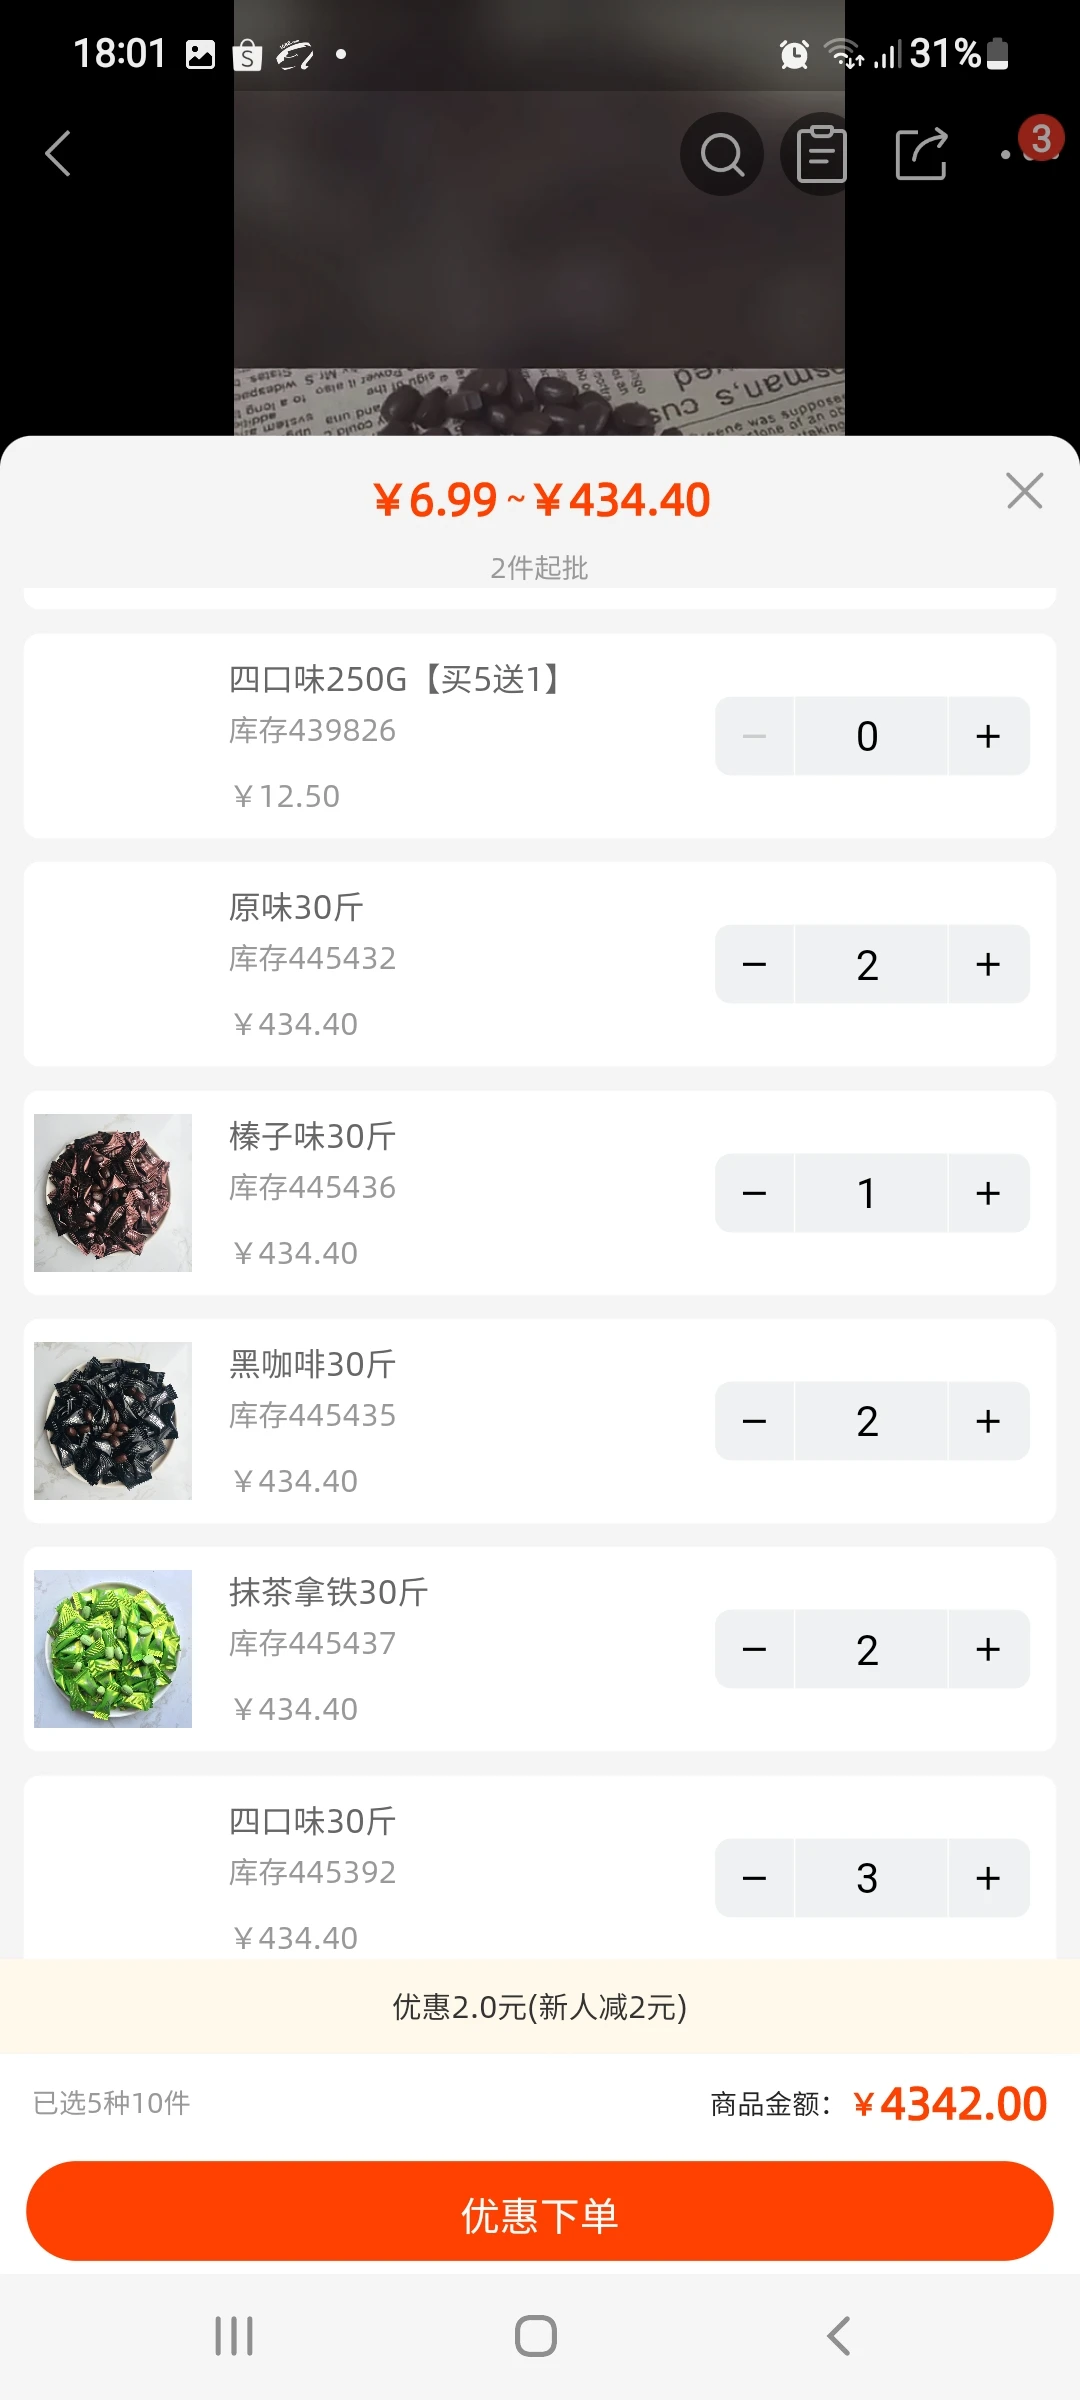 18:01
31%
3
¥6.99~¥434.40
2件起批
四口味250G【买5送1】
库存439826
¥12.50
0
原味30斤
库存445432
¥434.40
2
榛子味30斤
库存445436
¥434.40
1
黑咖啡30斤
库存445435
¥434.40
2
抹茶拿铁30斤
库存445437
¥434.40
2
四口味30斤
库存445392
¥434.40
3
优惠2.0元(新人减2元)
已选5种10件
商品金额：¥4342.00
优惠下单